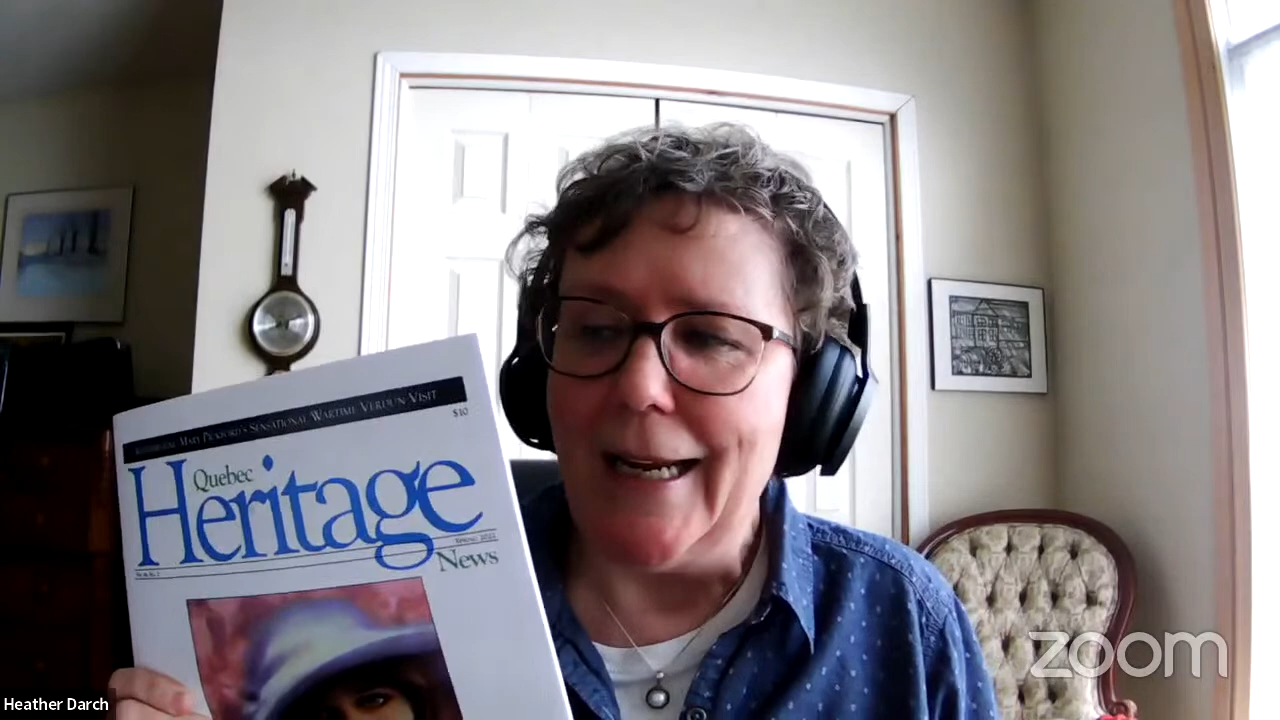 MARY PICKFORD'S SENSATIONAL WARTIME VERDUN VISIT
$10
Quebec
Heritage
News
zoom
Heather Darch